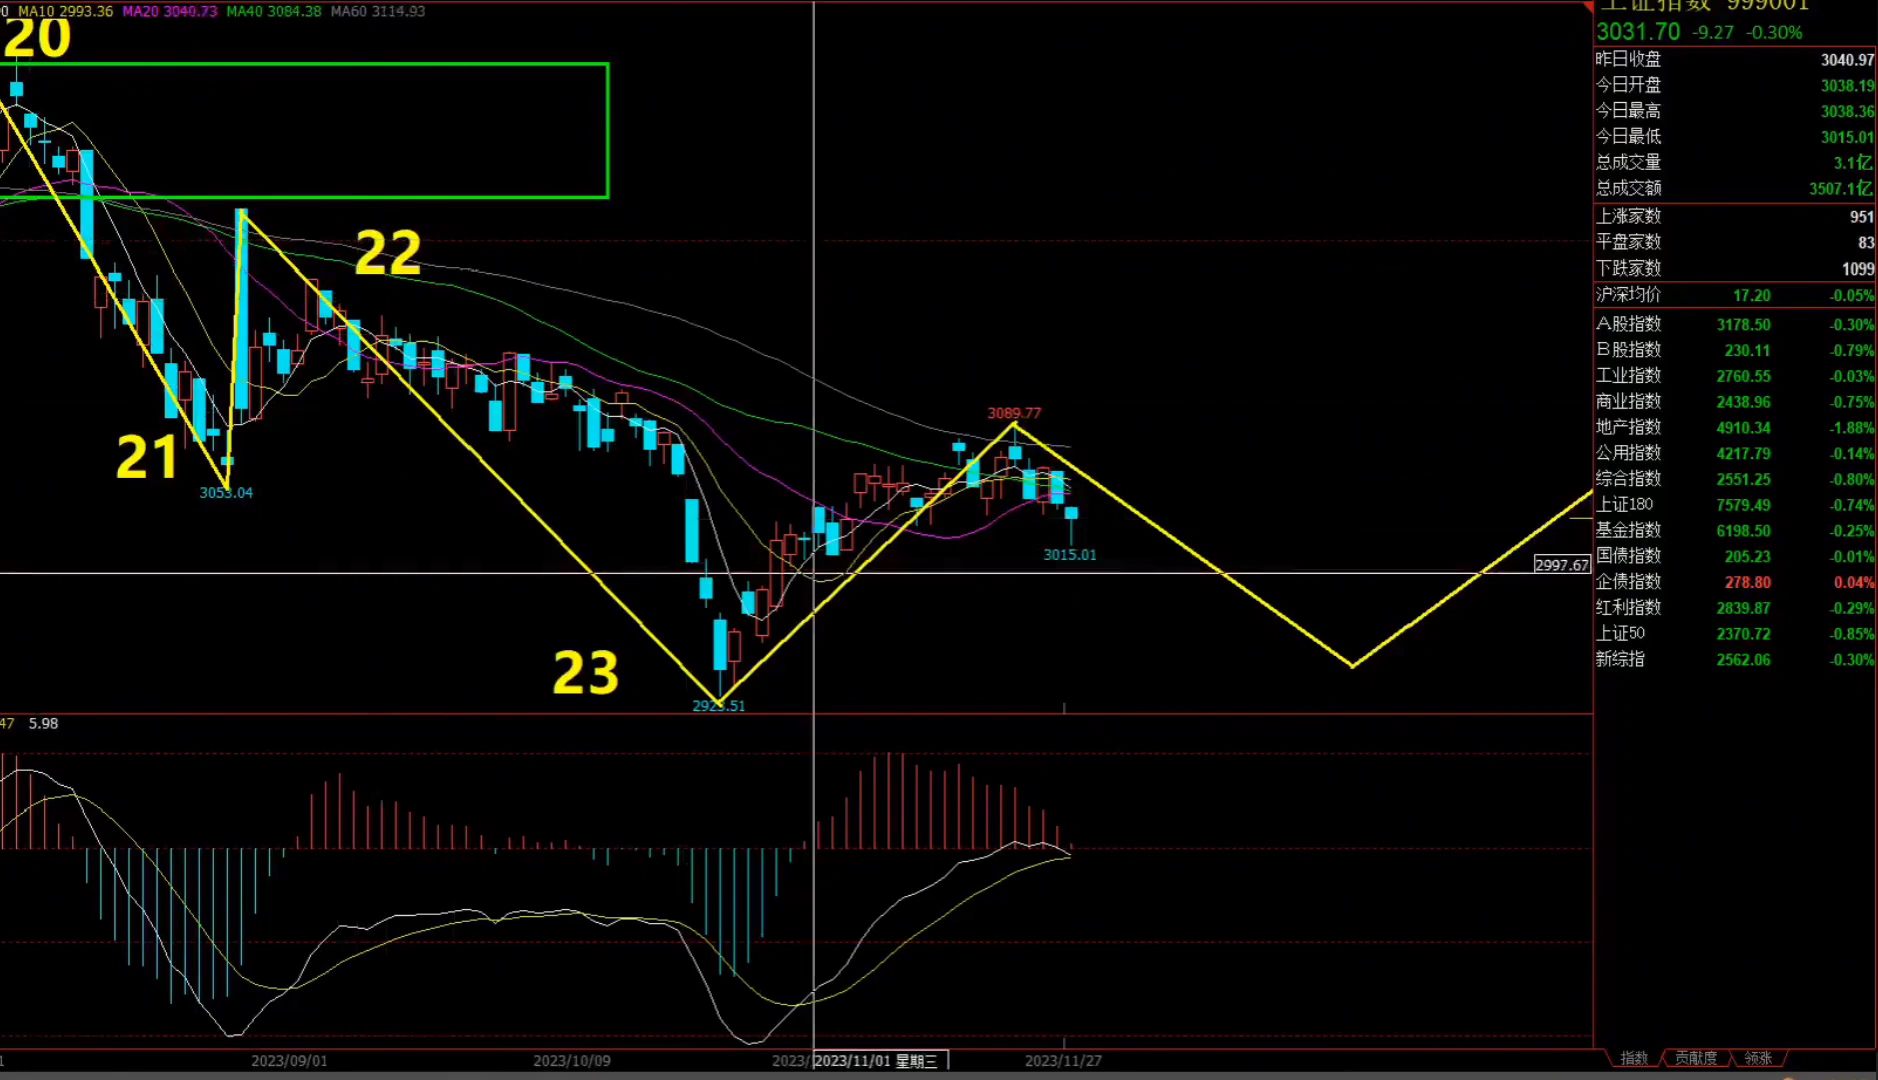 MA10 2993.36 MA20 3040.73 MA40 3084.38 MA60 3114.93
20
22
21
3053.04
23
3089.77
3015.01
2997.67
5.98
2023/09/01 2023/10/09 2023/11/01 星期三 2023/11/27
上证指数 999001
3031.70 -9.27 -0.30%
昨日收盘 3040.97
今日开盘 3038.19
今日最高 3038.36
今日最低 3015.01
总成交量 3.1亿
总成交额 3507.1亿
上涨家数 951
平盘家数 83
下跌家数 1099
沪深均价 17.20 -0.05%
A股指数 3178.50 -0.30%
B股指数 230.11 -0.79%
工业指数 2760.55 -0.03%
商业指数 2438.96 -0.75%
地产指数 4910.34 -1.88%
公用指数 4217.79 -0.14%
综合指数 2551.25 -0.80%
上证180 7579.49 -0.74%
基金指数 6198.50 -0.25%
国债指数 205.23 -0.01%
企债指数 278.80 0.04%
红利指数 2839.87 -0.29%
上证50 2370.72 -0.85%
新综指 2562.06 -0.30%
指数 贡献度 领涨